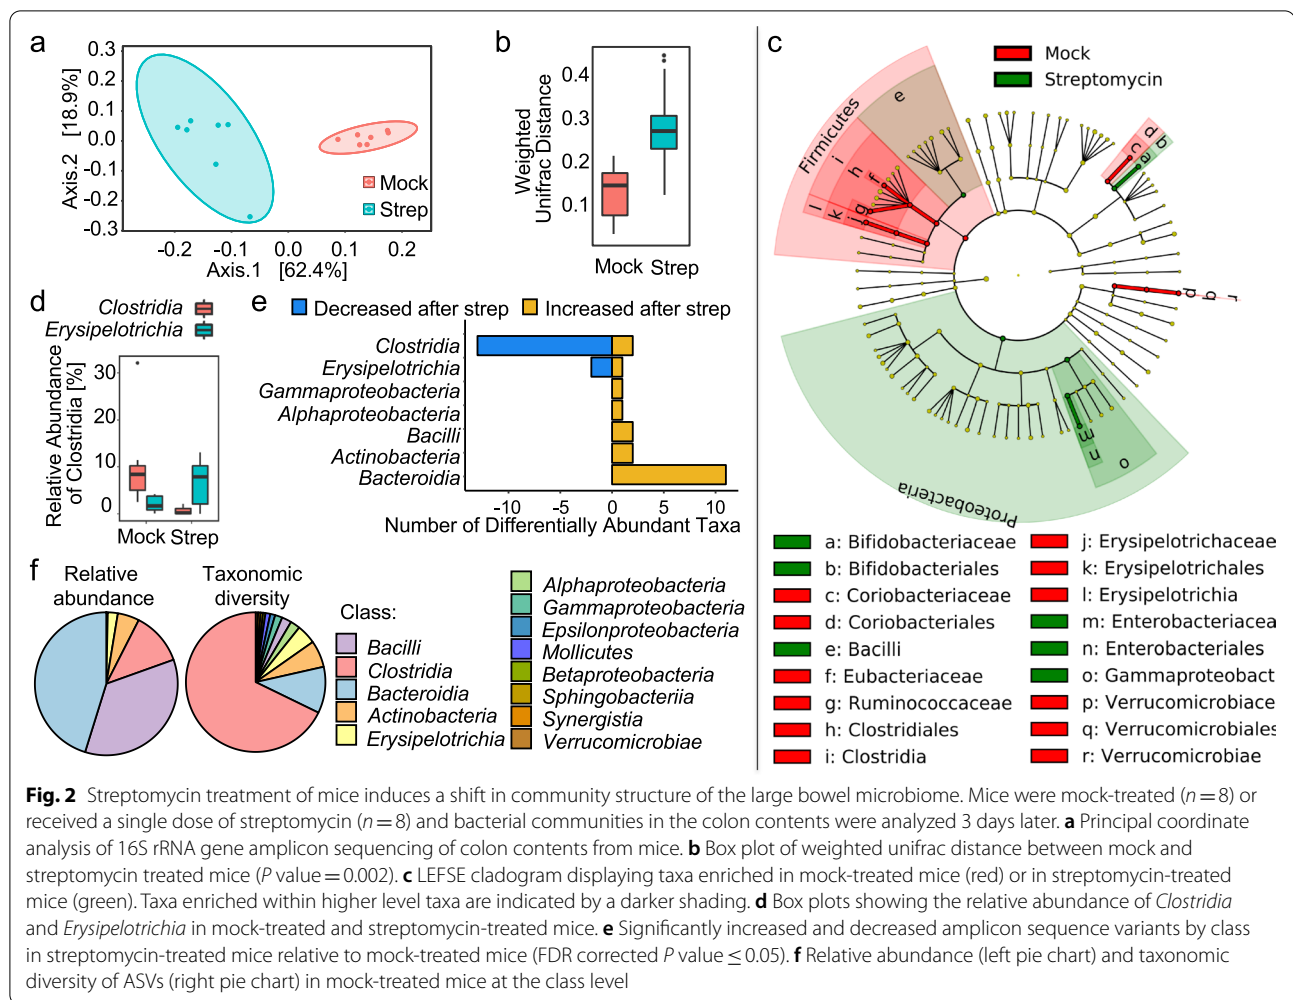 a
0.3
0.2
0.1
0.0
-0.1
-0.2
-0.3
Axis.2 [18.9%]
-0.2
-0.1
0.0
0.1
0.2
Axis.1 [62.4%]
Mock
Strep
b
Weighted
Unifrac Distance
0.4
0.3
0.2
0.1
Mock Strep
c
Mock
Streptomycin
Firmicutes
e
i
h
f
g
l
k
j
d
c
b
a
p
q
r
m
n
o
Proteobacteria
a: Bifidobacteriaceae
b: Bifidobacteriales
c: Coriobacteriaceae
d: Coriobacteriales
e: Bacilli
f: Eubacteriaceae
g: Ruminococcaceae
h: Clostridiales
i: Clostridia
j: Erysipelotrichaceae
k: Erysipelotrichales
l: Erysipelotrichia
m: Enterobacteriacea
n: Enterobacteriales
o: Gammaproteobact
p: Verrucomicrobiace
q: Verrucomicrobiales
r: Verrucomicrobiae
d
Clostridia
Erysipelotrichia
Relative Abundance
of Clostridia [%]
30
20
10
0
Mock Strep
e
Decreased after strep
Increased after strep
Clostridia
Erysipelotrichia
Gammaproteobacteria
Alphaproteobacteria
Bacilli
Actinobacteria
Bacteroidia
-10
-5
0
5
10
Number of Differentially Abundant Taxa
f
Relative
abundance
Taxonomic
diversity
Class:
Bacilli
Clostridia
Bacteroidia
Actinobacteria
Erysipelotrichia
Alphaproteobacteria
Gammaproteobacteria
Epsilonproteobacteria
Mollicutes
Betaproteobacteria
Sphingobacteriia
Synergistia
Verrucomicrobiae
Fig. 2 Streptomycin treatment of mice induces a shift in community structure of the large bowel microbiome. Mice were mock-treated (n = 8) or
received a single dose of streptomycin (n = 8) and bacterial communities in the colon contents were analyzed 3 days later. a Principal coordinate
analysis of 16S rRNA gene amplicon sequencing of colon contents from mice. b Box plot of weighted unifrac distance between mock and
streptomycin treated mice (P value = 0.002). c LEFSE cladogram displaying taxa enriched in mock-treated mice (red) or in streptomycin-treated
mice (green). Taxa enriched within higher level taxa are indicated by a darker shading. d Box plots showing the relative abundance of Clostridia
and Erysipelotrichia in mock-treated and streptomycin-treated mice. e Significantly increased and decreased amplicon sequence variants by class
in streptomycin-treated mice relative to mock-treated mice (FDR corrected P value ≤ 0.05). f Relative abundance (left pie chart) and taxonomic
diversity of ASVs (right pie chart) in mock-treated mice at the class level